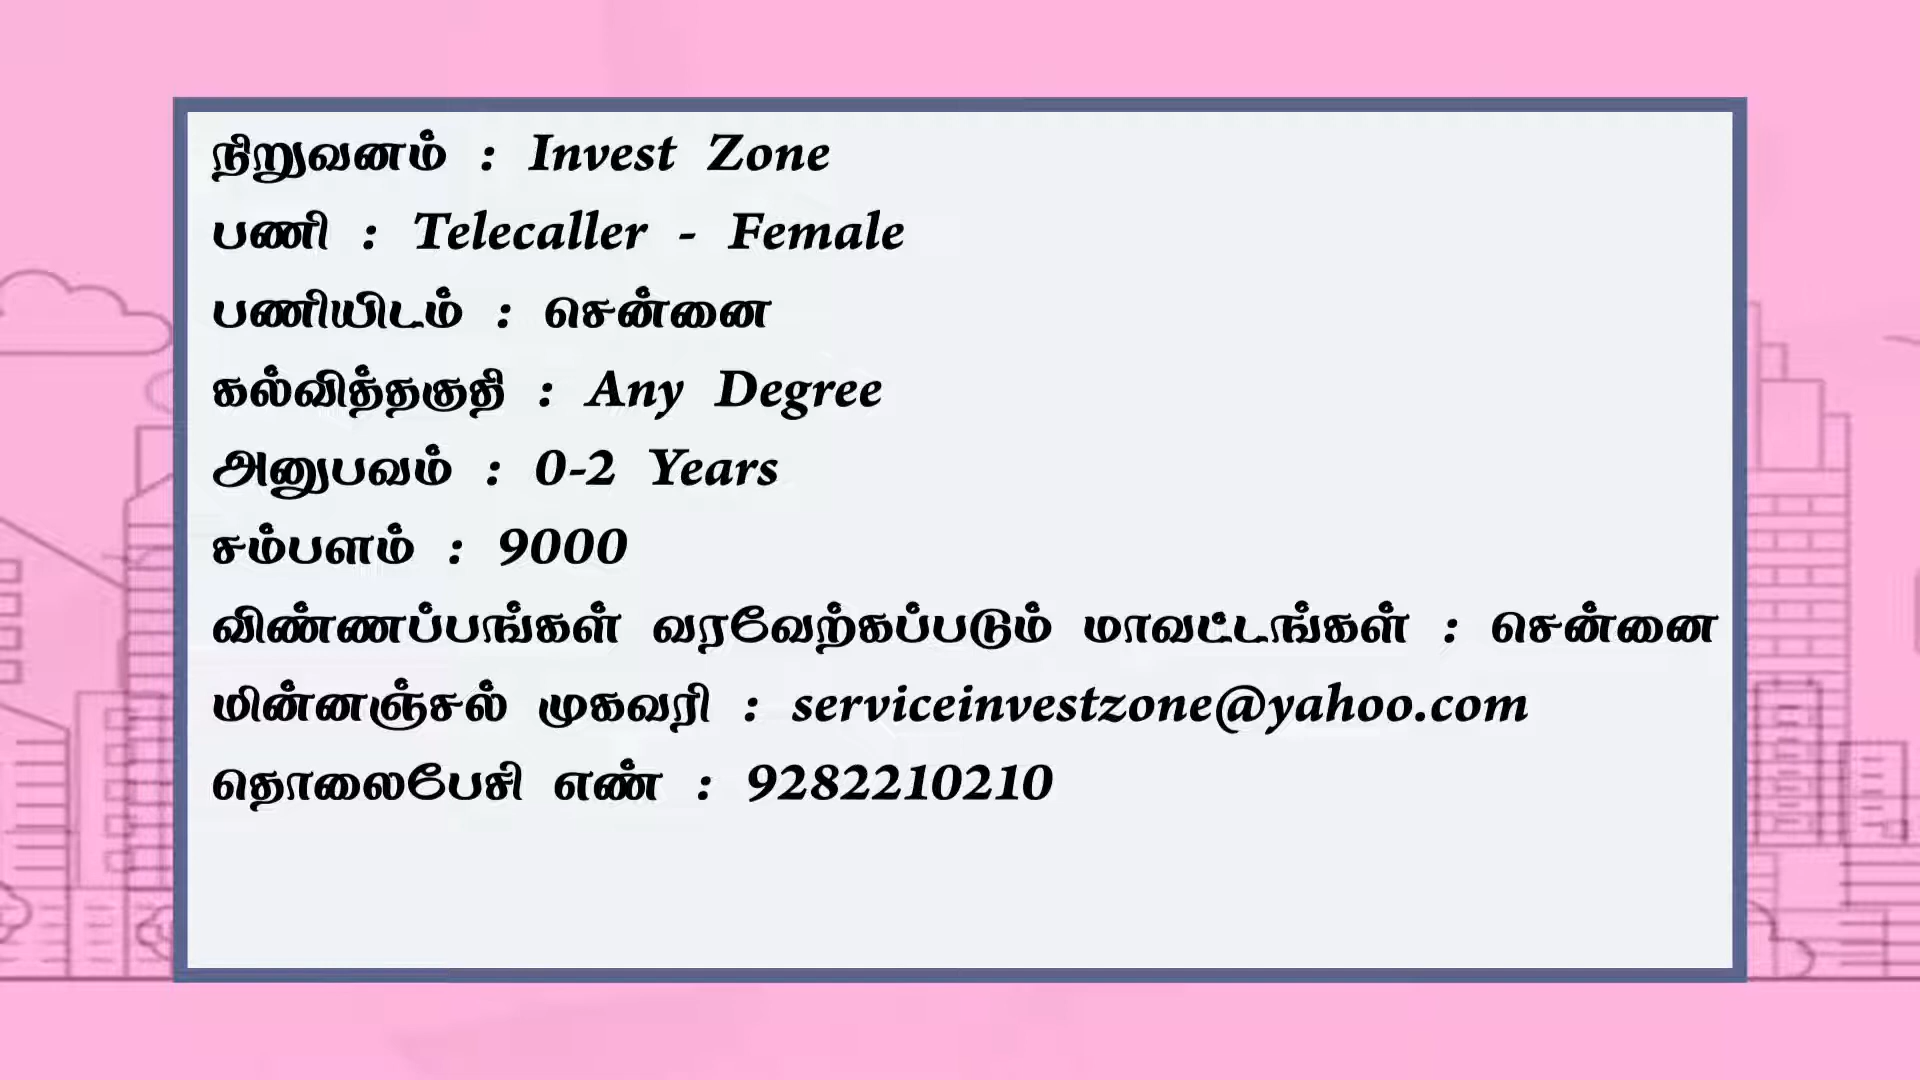 நிறுவனம் : Invest Zone
பணி : Telecaller - Female
பணியிடம் : சென்னை
கல்வித்தகுதி : Any Degree
அனுபவம் : 0-2 Years
சம்பளம் : 9000
விண்ணப்பங்கள் வரவேற்கப்படும் மாவட்டங்கள் : சென்னை
மின்னஞ்சல் முகவரி : serviceinvestzone@yahoo.com
தொலைபேசி எண் : 9282210210